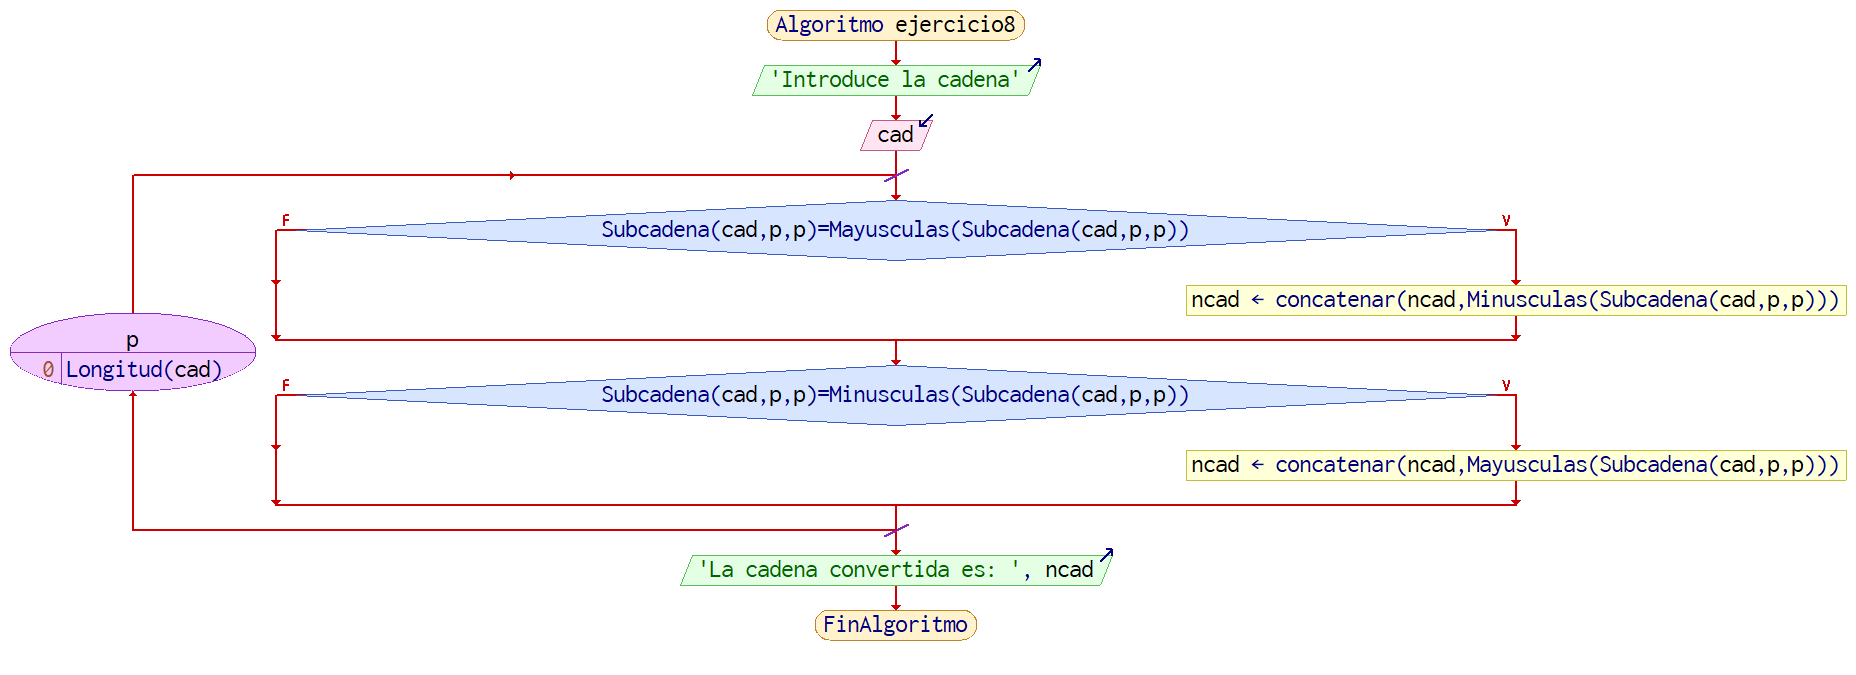 Algoritmo ejercicio8
'Introduce la cadena'
cad
F
Subcadena(cad,p,p)=Mayusculas(Subcadena(cad,p,p))
V
ncad ← concatenar(ncad,Minusculas(Subcadena(cad,p,p)))
p
0 Longitud(cad)
F
Subcadena(cad,p,p)=Minusculas(Subcadena(cad,p,p))
V
ncad ← concatenar(ncad,Mayusculas(Subcadena(cad,p,p)))
'La cadena convertida es: ', ncad
FinAlgoritmo